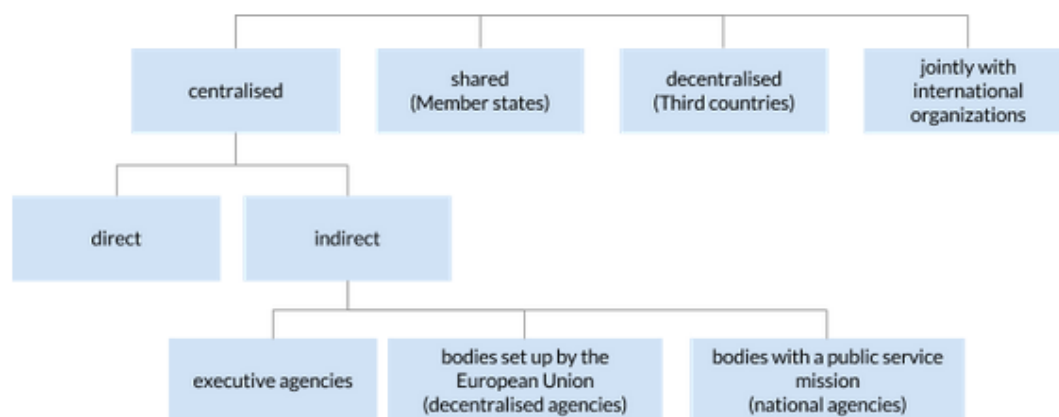 centralised
shared
(Member states)
decentralised
(Third countries)
jointly with
international
organizations
direct
indirect
executive agencies
bodies set up by the
European Union
(decentralised agencies)
bodies with a public service
mission
(national agencies)